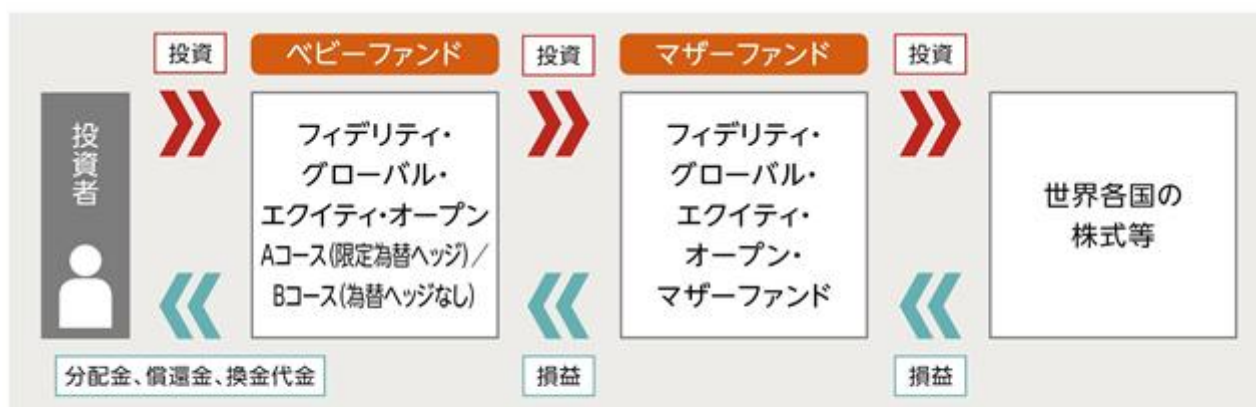 投資
ベビーファンド
投資
マザーファンド
投資
投資者
フィデリティ・
グローバル・
エクイティ・オープン
Aコース(限定為替ヘッジ)／
Bコース(為替ヘッジなし)
フィデリティ・
グローバル・
エクイティ・
オープン・
マザーファンド
世界各国の
株式等
分配金、償還金、換金代金
損益
損益